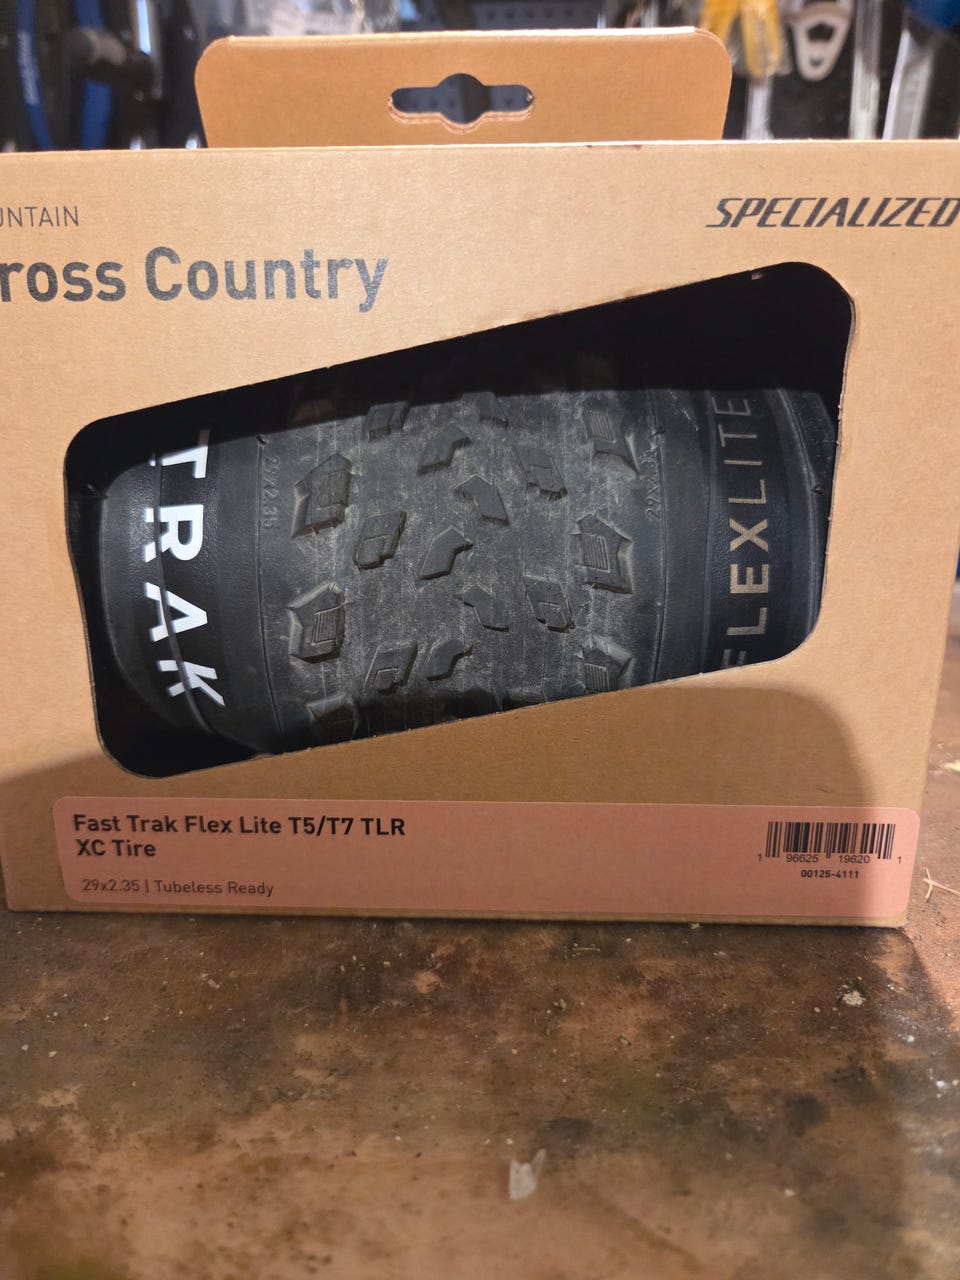 UNTAIN
SPECIALIZED
ross Country
TRAK
29x2.35
29x2.35
FLEXLITE
Fast Trak Flex Lite T5/T7 TLR
XC Tire
29x2.35 | Tubeless Ready
1 96625 19620 1
00125-4111